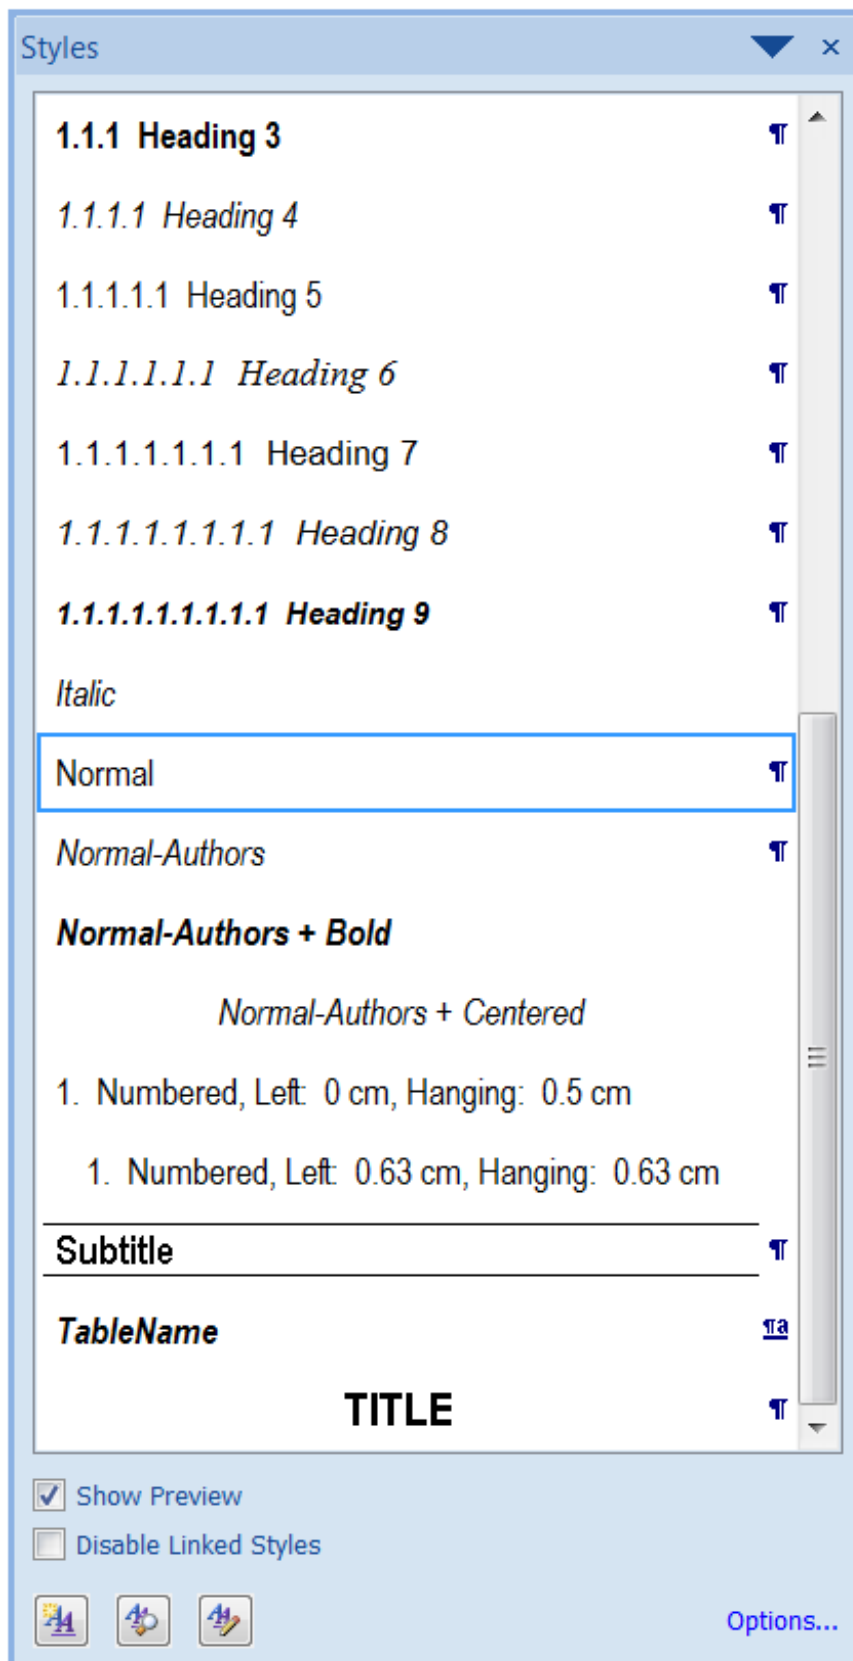 Styles
1.1.1 Heading 3 ¶
1.1.1.1 Heading 4 ¶
1.1.1.1.1 Heading 5 ¶
1.1.1.1.1.1 Heading 6 ¶
1.1.1.1.1.1.1 Heading 7 ¶
1.1.1.1.1.1.1.1 Heading 8 ¶
1.1.1.1.1.1.1.1.1 Heading 9 ¶
Italic
Normal ¶
Normal-Authors ¶
Normal-Authors + Bold
Normal-Authors + Centered
1. Numbered, Left: 0 cm, Hanging: 0.5 cm
1. Numbered, Left: 0.63 cm, Hanging: 0.63 cm
Subtitle ¶
TableName ¶a
TITLE ¶
Show Preview
Disable Linked Styles
Options...